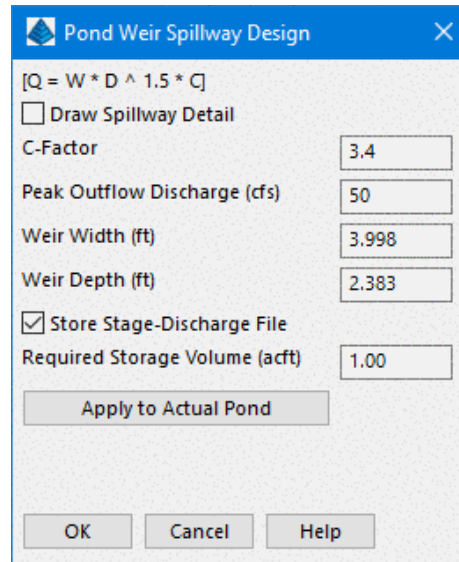 Pond Weir Spillway Design
[Q = W * D ^ 1.5 * C]
Draw Spillway Detail
C-Factor 3.4
Peak Outflow Discharge (cfs) 50
Weir Width (ft) 3.998
Weir Depth (ft) 2.383
Store Stage-Discharge File
Required Storage Volume (acft) 1.00
Apply to Actual Pond
OK Cancel Help